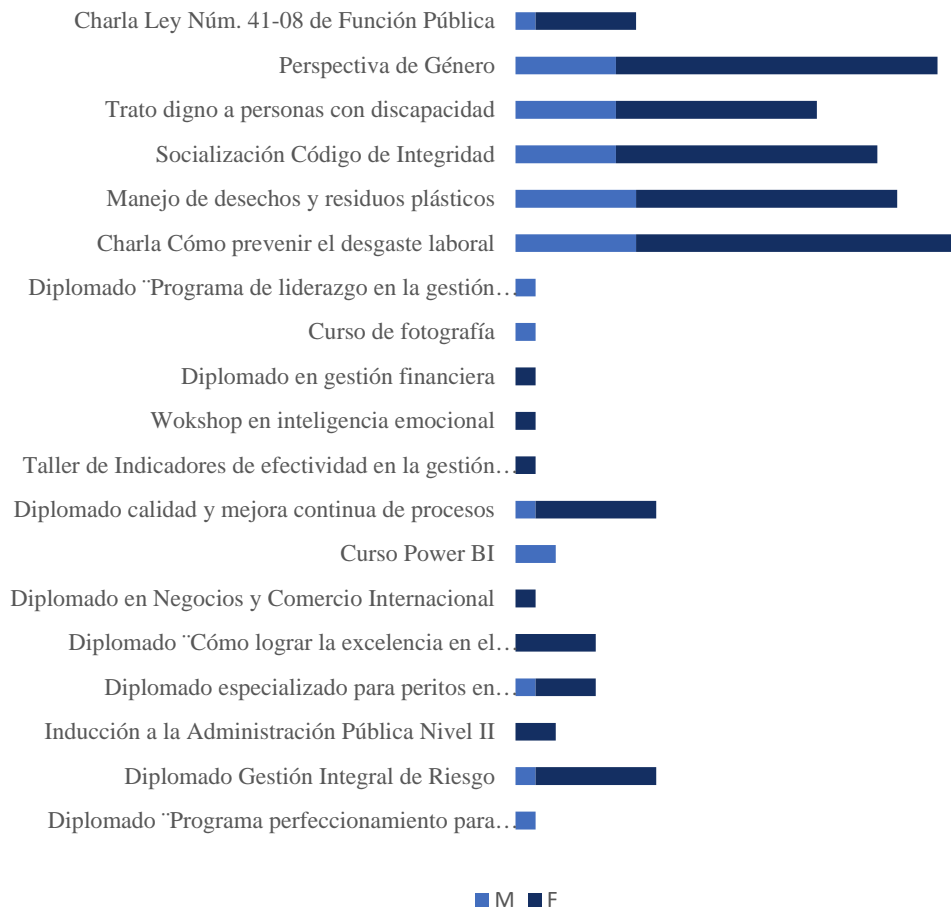 Charla Ley Núm. 41-08 de Función Pública
Perspectiva de Género
Trato digno a personas con discapacidad
Socialización Código de Integridad
Manejo de desechos y residuos plásticos
Charla Cómo prevenir el desgaste laboral
Diplomado ¨Programa de liderazgo en la gestión…
Curso de fotografía
Diplomado en gestión financiera
Wokshop en inteligencia emocional
Taller de Indicadores de efectividad en la gestión…
Diplomado calidad y mejora continua de procesos
Curso Power BI
Diplomado en Negocios y Comercio Internacional
Diplomado ¨Cómo lograr la excelencia en el…
Diplomado especializado para peritos en…
Inducción a la Administración Pública Nivel II
Diplomado Gestión Integral de Riesgo
Diplomado ¨Programa perfeccionamiento para…
M F